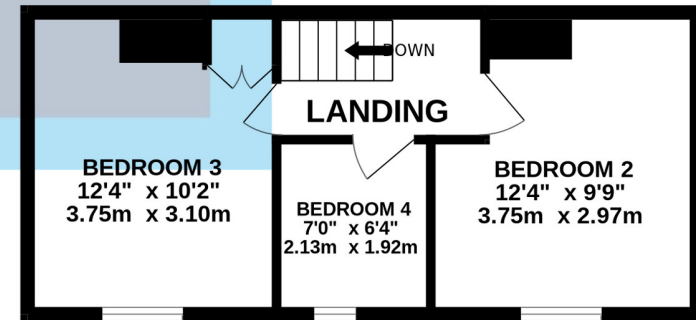 DOWN
LANDING
BEDROOM 3
12'4" x 10'2"
3.75m x 3.10m
BEDROOM 4
7'0" x 6'4"
2.13m x 1.92m
BEDROOM 2
12'4" x 9'9"
3.75m x 2.97m